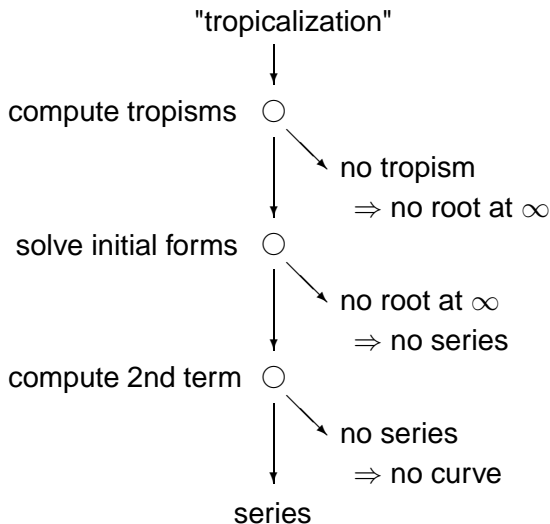 "tropicalization"
compute tropisms
no tropism
⇒ no root at ∞
solve initial forms
no root at ∞
⇒ no series
compute 2nd term
no series
⇒ no curve
series